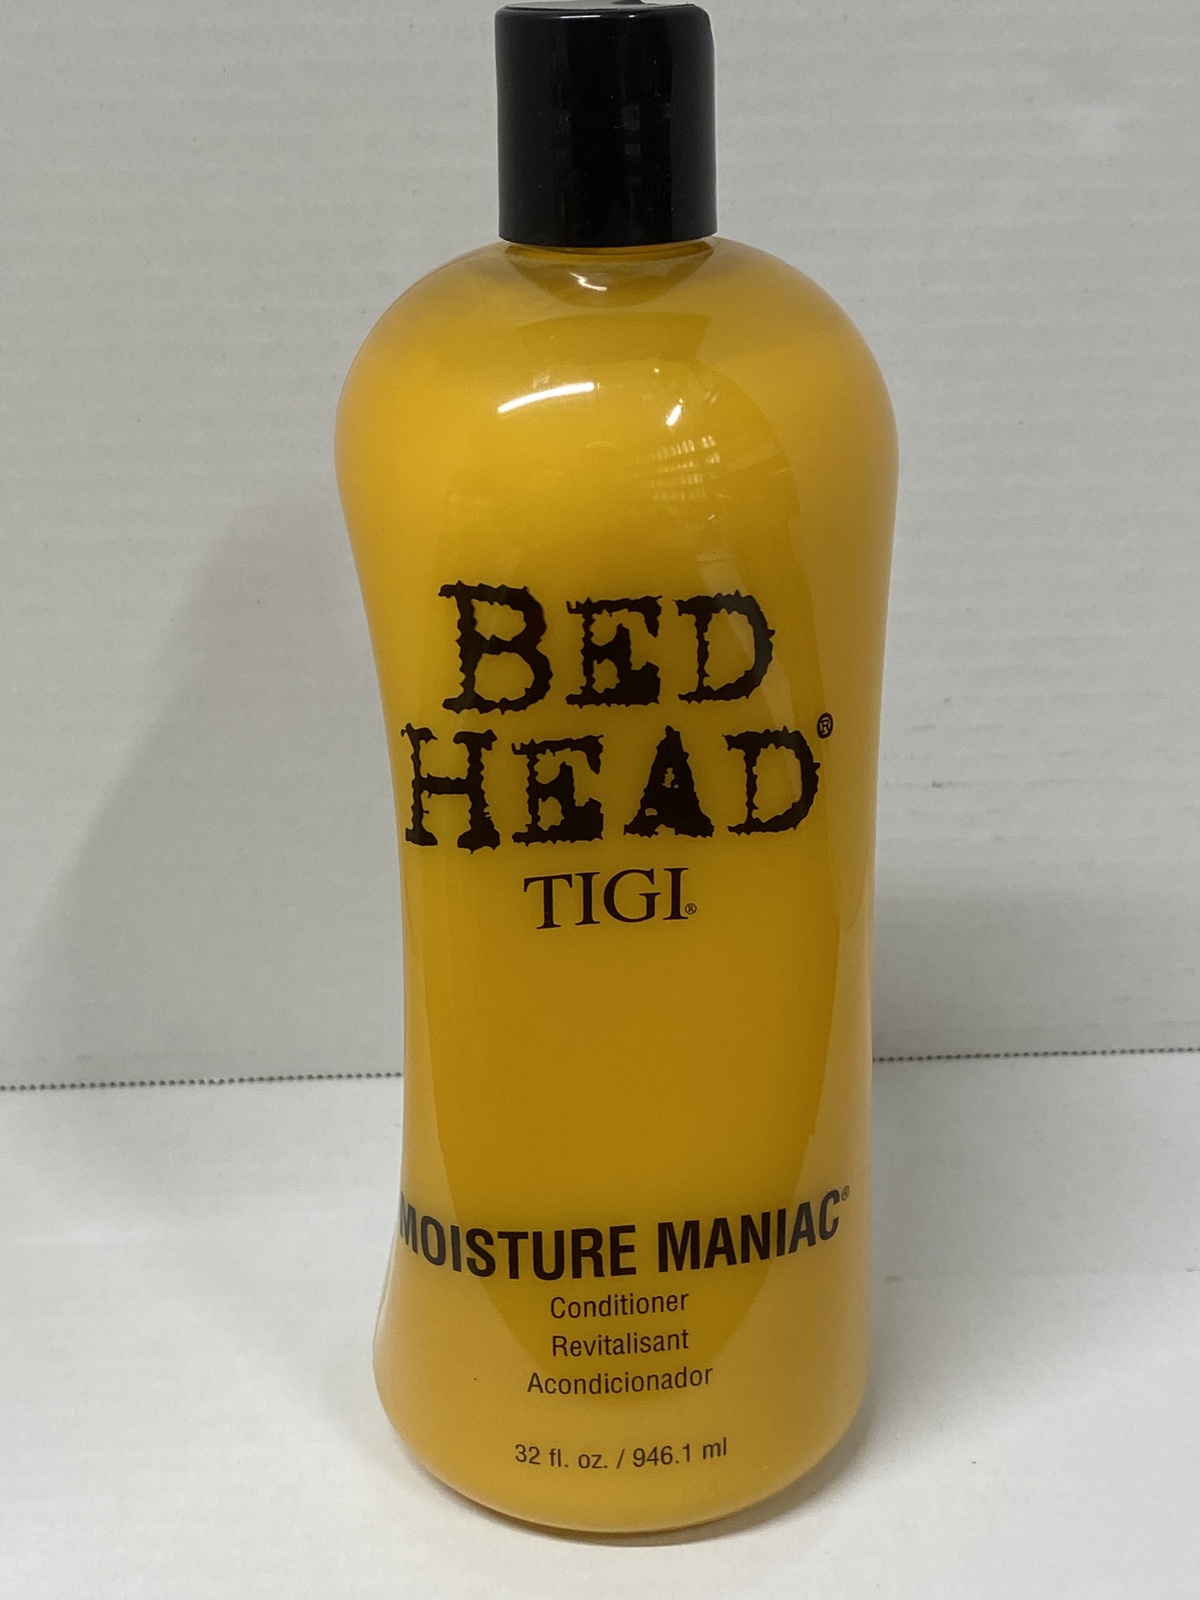 BED
HEAD®
TIGI®
MOISTURE MANIAC®
Conditioner
Revitalisant
Acondicionador
32 fl. oz. / 946.1 ml